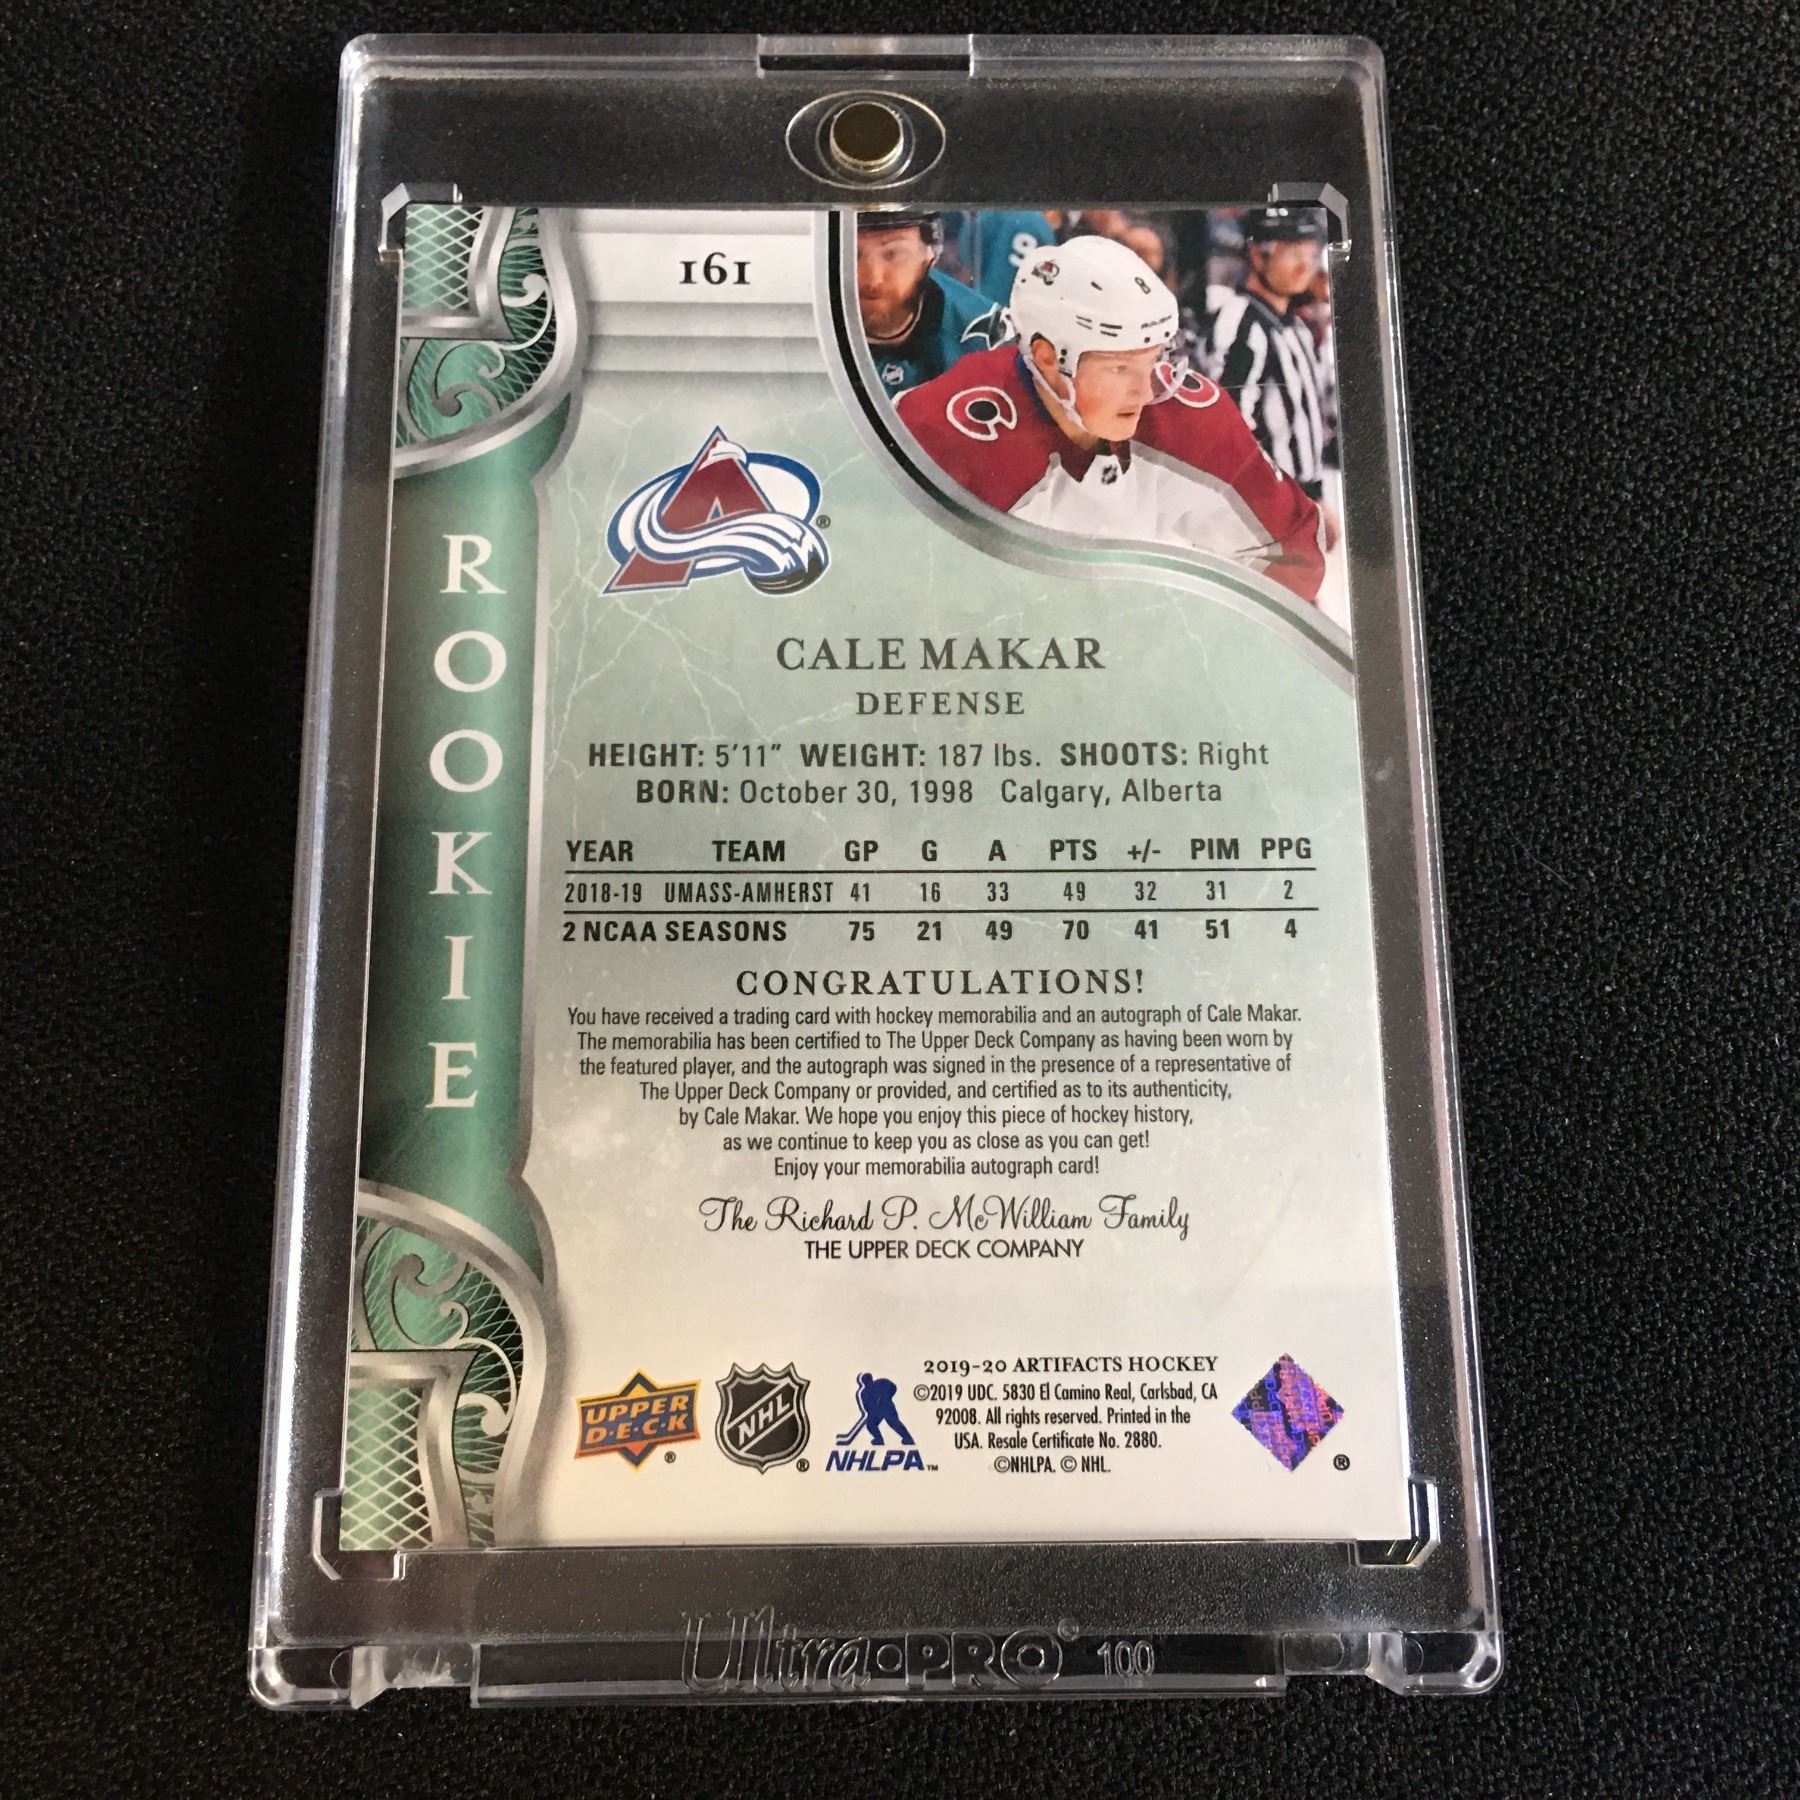 161
8
ROOKIE
CALE MAKAR
DEFENSE
HEIGHT: 5'11" WEIGHT: 187 lbs. SHOOTS: Right
BORN: October 30, 1998 Calgary, Alberta
YEAR TEAM GP G A PTS +/- PIM PPG
2018-19 UMASS-AMHERST 41 16 33 49 32 31 2
2 NCAA SEASONS 75 21 49 70 41 51 4
CONGRATULATIONS!
You have received a trading card with hockey memorabilia and an autograph of Cale Makar.
The memorabilia has been certified to The Upper Deck Company as having been worn by
the featured player, and the autograph was signed in the presence of a representative of
The Upper Deck Company or provided, and certified as to its authenticity,
by Cale Makar. We hope you enjoy this piece of hockey history,
as we continue to keep you as close as you can get!
Enjoy your memorabilia autograph card!
The Richard P. McWilliam Family
THE UPPER DECK COMPANY
UPPER
D·E·C·K ®
NHL ®
NHLPA™
2019-20 ARTIFACTS HOCKEY
©2019 UDC. 5830 El Camino Real, Carlsbad, CA
92008. All rights reserved. Printed in the
USA. Resale Certificate No. 2880.
©NHLPA. © NHL.
®
Ultra·PRO® 100